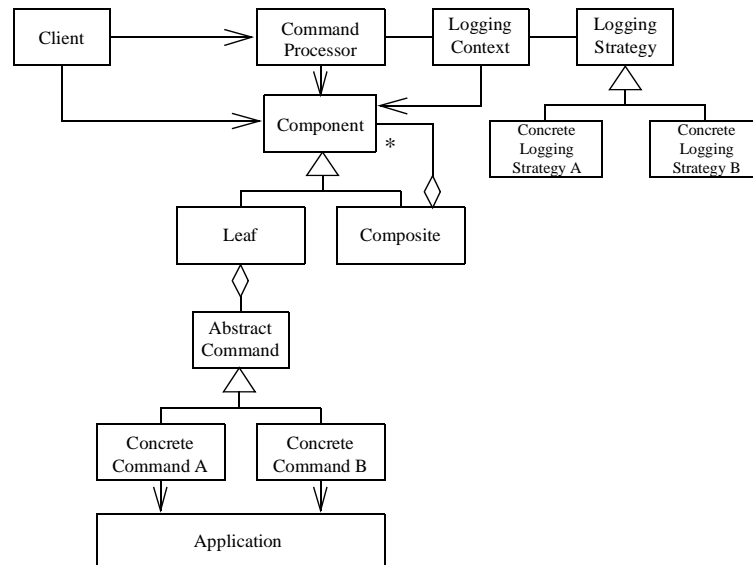 Client
Command
Processor
Logging
Context
Logging
Strategy
Component
*
Concrete
Logging
Strategy A
Concrete
Logging
Strategy B
Leaf
Composite
Abstract
Command
Concrete
Command A
Concrete
Command B
Application